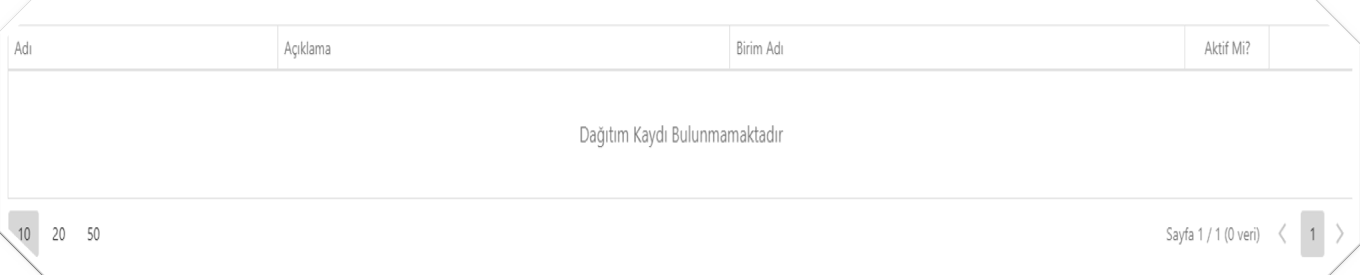 Adı Açıklama Birim Adı Aktif Mi?
Dağıtım Kaydı Bulunmamaktadır
10 20 50 Sayfa 1 / 1 (0 veri) 1